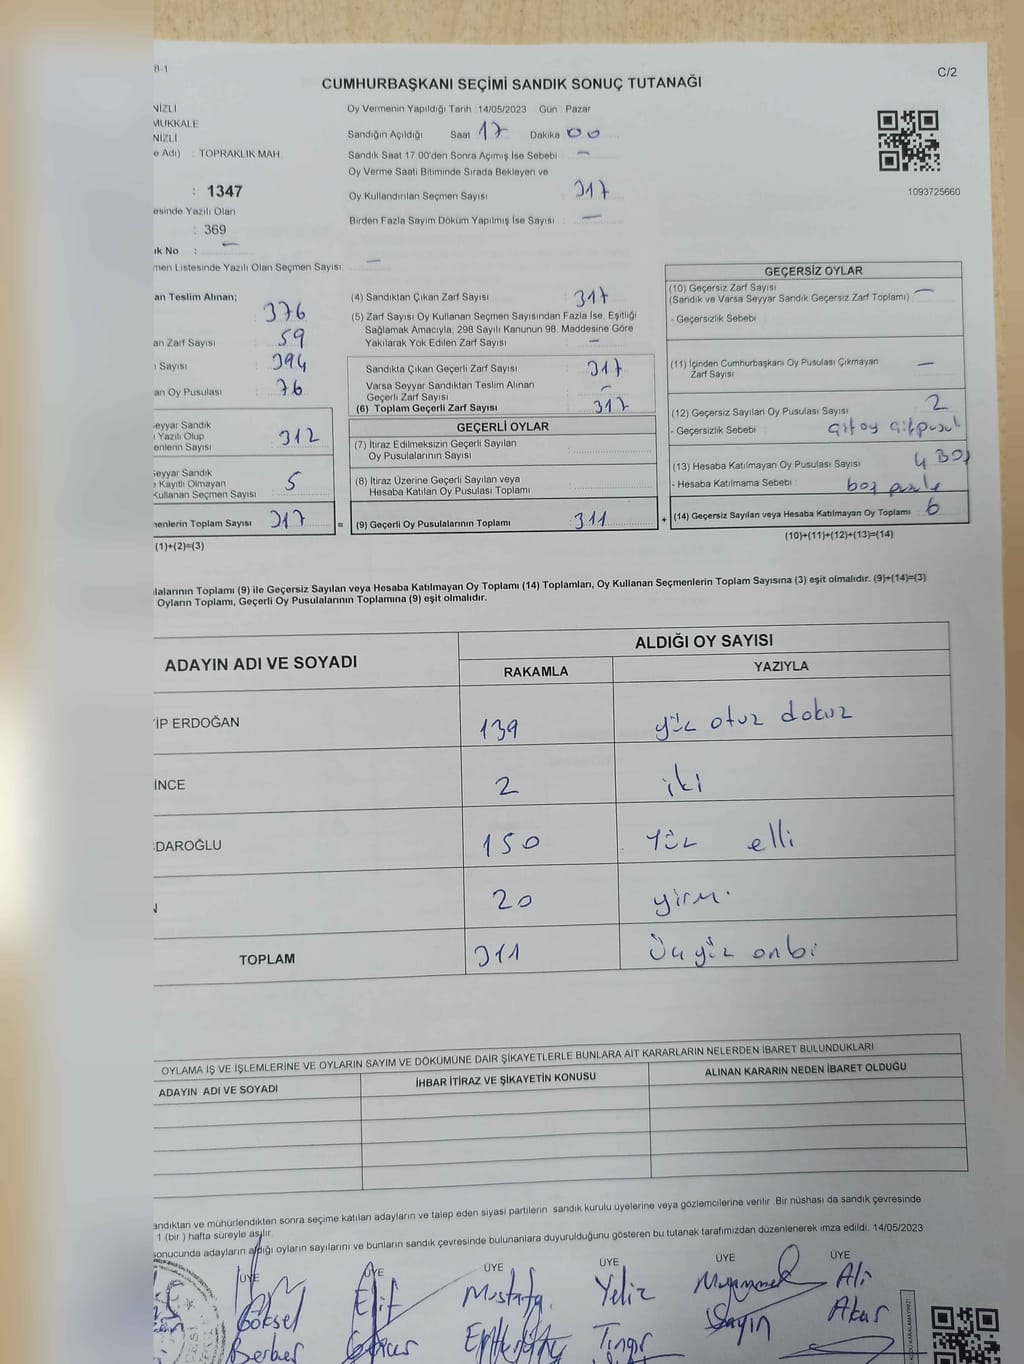 B-1
C/2
CUMHURBAŞKANI SEÇİMİ SANDIK SONUÇ TUTANAĞI
NİZLİ
MUKKALE
NİZLİ
e Adı) : TOPRAKLIK MAH
: 1347
esinde Yazılı Olan
: 369
ık No : —
men Listesinde Yazılı Olan Seçmen Sayısı: —
Oy Vermenin Yapıldığı Tarih : 14/05/2023 Gün : Pazar
Sandığın Açıldığı Saat 17 Dakika 00
Sandık Saat 17:00'den Sonra Açımış İse Sebebi : —
Oy Verme Saati Bitiminde Sırada Bekleyen ve
Oy Kullandırılan Seçmen Sayısı : 317
Birden Fazla Sayım Döküm Yapılmış İse Sayısı : —
1093725660
an Teslim Alınan;
376
an Zarf Sayısı 59
ı Sayısı 394
an Oy Pusulası 76
Seyyar Sandık
Yazılı Olup
enlerin Sayısı 312
Seyyar Sandık
Kayıtlı Olmayan
Kullanan Seçmen Sayısı 5
menlerin Toplam Sayısı 317 =
(1)+(2)=(3)
(4) Sandıktan Çıkan Zarf Sayısı 317
(5) Zarf Sayısı Oy Kullanan Seçmen Sayısından Fazla İse, Eşitliği
Sağlamak Amacıyla, 298 Sayılı Kanunun 98. Maddesine Göre
Yakılarak Yok Edilen Zarf Sayısı : —
Sandıkta Çıkan Geçerli Zarf Sayısı 317
Varsa Seyyar Sandıktan Teslim Alınan
Geçerli Zarf Sayısı —
(6) Toplam Geçerli Zarf Sayısı 317
GEÇERLİ OYLAR
(7) İtiraz Edilmeksizin Geçerli Sayılan
Oy Pusulalarının Sayısı
(8) İtiraz Üzerine Geçerli Sayılan veya
Hesaba Katılan Oy Pusulası Toplamı
(9) Geçerli Oy Pusulalarının Toplamı 311 +
GEÇERSİZ OYLAR
(10) Geçersiz Zarf Sayısı
(Sandık ve Varsa Seyyar Sandık Geçersiz Zarf Toplamı) : —
- Geçersizlik Sebebi :
(11) İçinden Cumhurbaşkanı Oy Pusulası Çıkmayan
Zarf Sayısı : —
(12) Geçersiz Sayılan Oy Pusulası Sayısı : 2
- Geçersizlik Sebebi :
(13) Hesaba Katılmayan Oy Pusulası Sayısı : 4 Boş
- Hesaba Katılmama Sebebi : boş pusula
(14) Geçersiz Sayılan veya Hesaba Katılmayan Oy Toplamı : 6
(10)+(11)+(12)+(13)=(14)
ılalarının Toplamı (9) ile Geçersiz Sayılan veya Hesaba Katılmayan Oy Toplamı (14) Toplamları, Oy Kullanan Seçmenlerin Toplam Sayısına (3) eşit olmalıdır. (9)+(14)=(3)
Oyların Toplamı, Geçerli Oy Pusulalarının Toplamına (9) eşit olmalıdır.
ADAYIN ADI VE SOYADI
ALDIĞI OY SAYISI
RAKAMLA YAZIYLA
YİP ERDOĞAN 139 yüz otuz dokuz
İNCE 2 iki
DAROĞLU 150 Yüz elli
N 20 yirmi
TOPLAM 311 Üçyüz onbi
OYLAMA İŞ VE İŞLEMLERİNE VE OYLARIN SAYIM VE DÖKÜMÜNE DAİR ŞİKAYETLERLE BUNLARA AİT KARARLARIN NELERDEN İBARET BULUNDUKLARI
ADAYIN ADI VE SOYADI İHBAR İTİRAZ VE ŞİKAYETİN KONUSU ALINAN KARARIN NEDEN İBARET OLDUĞU
andıktan ve mühürlendikten sonra seçime katılan adayların ve talep eden siyasi partilerin sandık kurulu üyelerine veya gözlemcilerine verilir. Bir nüshası da sandık çevresinde
1 (bir ) hafta süreyle asılır.
sonucunda adayların aldığı oyların sayılarını ve bunların sandık çevresinde bulunanlara duyurulduğunu gösteren bu tutanak tarafımızdan düzenlenerek imza edildi. 14/05/2023
ÜYE ÜYE ÜYE ÜYE ÜYE ÜYE
Göksel Elif Mustafa Yeliz Muhammed Ali
Berber Sayın Akar